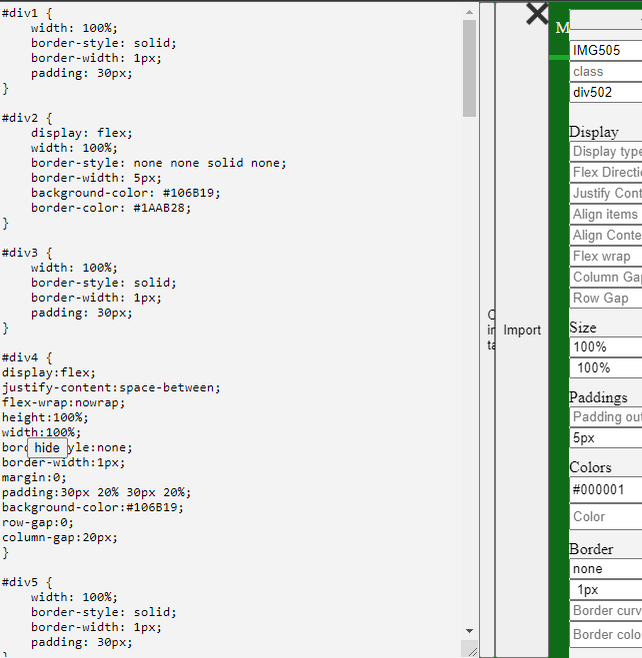 #div1 {
width: 100%;
border-style: solid;
border-width: 1px;
padding: 30px;
}
#div2 {
display: flex;
width: 100%;
border-style: none none solid none;
border-width: 5px;
background-color: #106B19;
border-color: #1AAB28;
}
#div3 {
width: 100%;
border-style: solid;
border-width: 1px;
padding: 30px;
}
#div4 {
display:flex;
justify-content:space-between;
flex-wrap:nowrap;
height:100%;
width:100%;
hide
border-width:1px;
margin:0;
padding:30px 20% 30px 20%;
background-color:#106B19;
row-gap:0;
column-gap:20px;
}
#div5 {
width: 100%;
border-style: solid;
border-width: 1px;
padding: 30px;
Import
M
IMG505
class
div502
Display
Display type
Flex Directi
Justify Cont
Align items
Align Conte
Flex wrap
Column Gap
Row Gap
Size
100%
100%
Paddings
Padding out
5px
Colors
#000001
Color
Border
none
1px
Border curv
Border colo